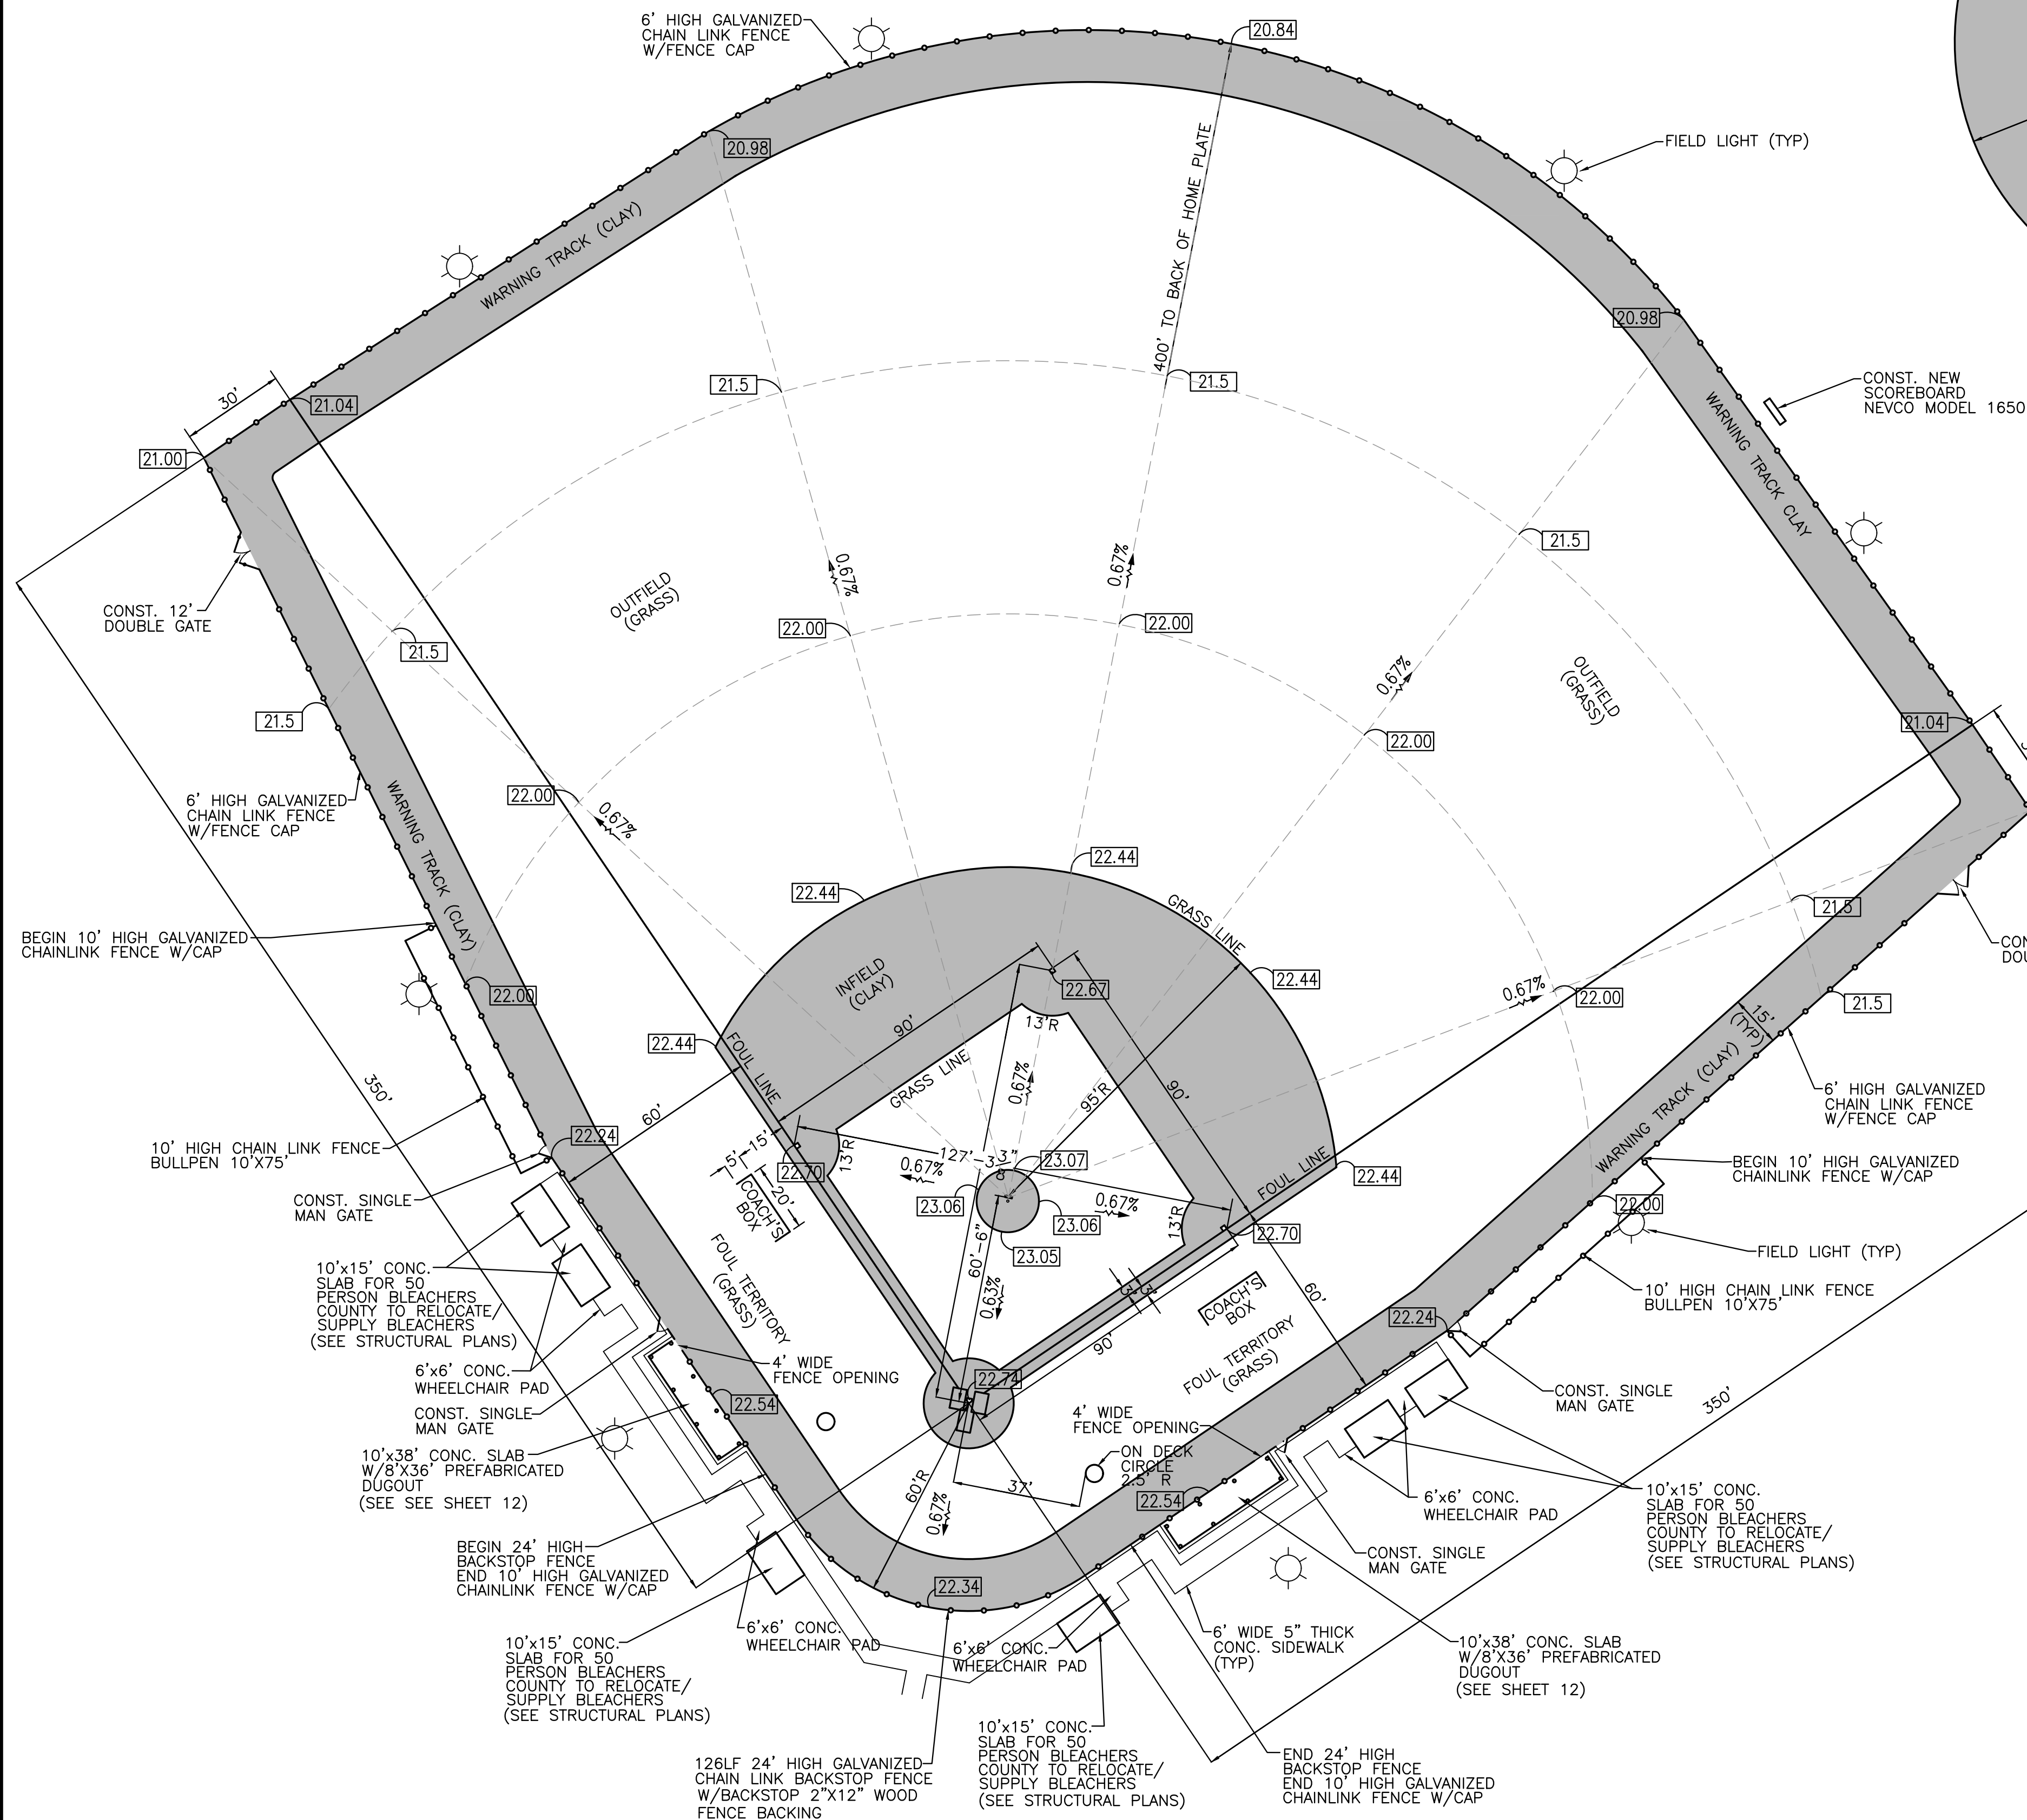 6' HIGH GALVANIZED
CHAIN LINK FENCE
W/FENCE CAP
20.84
20.98
FIELD LIGHT (TYP)
400' TO BACK OF HOME PLATE
WARNING TRACK (CLAY)
20.98
CONST. NEW
SCOREBOARD
NEVCO MODEL 1650
WARNING TRACK CLAY
30'
21.04
21.5
21.5
21.00
21.5
0.67%
0.67%
OUTFIELD
(GRASS)
CONST. 12'
DOUBLE GATE
22.00
22.00
21.5
0.67%
OUTFIELD
(GRASS)
21.5
22.00
21.04
6' HIGH GALVANIZED
CHAIN LINK FENCE
W/FENCE CAP
22.00
0.67%
WARNING TRACK (CLAY)
22.44
22.44
GRASS LINE
21.5
BEGIN 10' HIGH GALVANIZED
CHAINLINK FENCE W/CAP
INFIELD
(CLAY)
22.67
22.44
0.67%
22.00
21.5
22.00
13'R
90'
15'
(TYP)
22.44
FOUL LINE
GRASS LINE
0.67%
95'R
90'
WARNING TRACK (CLAY)
6' HIGH GALVANIZED
CHAIN LINK FENCE
W/FENCE CAP
350'
60'
22.24
10' HIGH CHAIN LINK FENCE
BULLPEN 10'X75'
15'
5'
13'R
127'-3 3/8"
23.07
FOUL LINE
22.44
BEGIN 10' HIGH GALVANIZED
CHAINLINK FENCE W/CAP
22.70
0.67%
20'
COACH'S
BOX
23.06
0.67%
23.06
22.00
CONST. SINGLE
MAN GATE
13'R
22.70
23.05
60'-6"
FIELD LIGHT (TYP)
10'x15' CONC.
SLAB FOR 50
PERSON BLEACHERS
COUNTY TO RELOCATE/
SUPPLY BLEACHERS
(SEE STRUCTURAL PLANS)
FOUL TERRITORY
(GRASS)
0.63%
3'
3'
COACH'S
BOX
60'
10' HIGH CHAIN LINK FENCE
BULLPEN 10'X75'
22.24
90'
6'x6' CONC.
WHEELCHAIR PAD
4' WIDE
FENCE OPENING
22.74
FOUL TERRITORY
(GRASS)
CONST. SINGLE
MAN GATE
CONST. SINGLE
MAN GATE
22.54
350'
4' WIDE
FENCE OPENING
10'x38' CONC. SLAB
W/8'X36' PREFABRICATED
DUGOUT
(SEE SEE SHEET 12)
ON DECK
CIRCLE
2.5' R
37'
60'R
0.67%
22.54
6'x6' CONC.
WHEELCHAIR PAD
10'x15' CONC.
SLAB FOR 50
PERSON BLEACHERS
COUNTY TO RELOCATE/
SUPPLY BLEACHERS
(SEE STRUCTURAL PLANS)
BEGIN 24' HIGH
BACKSTOP FENCE
END 10' HIGH GALVANIZED
CHAINLINK FENCE W/CAP
CONST. SINGLE
MAN GATE
22.34
6'x6' CONC.
WHEELCHAIR PAD
6'x6' CONC.
WHEELCHAIR PAD
6' WIDE 5" THICK
CONC. SIDEWALK
(TYP)
10'x38' CONC. SLAB
W/8'X36' PREFABRICATED
DUGOUT
(SEE SHEET 12)
10'x15' CONC.
SLAB FOR 50
PERSON BLEACHERS
COUNTY TO RELOCATE/
SUPPLY BLEACHERS
(SEE STRUCTURAL PLANS)
10'x15' CONC.
SLAB FOR 50
PERSON BLEACHERS
COUNTY TO RELOCATE/
SUPPLY BLEACHERS
(SEE STRUCTURAL PLANS)
126LF 24' HIGH GALVANIZED
CHAIN LINK BACKSTOP FENCE
W/BACKSTOP 2"X12" WOOD
FENCE BACKING
END 24' HIGH
BACKSTOP FENCE
END 10' HIGH GALVANIZED
CHAINLINK FENCE W/CAP